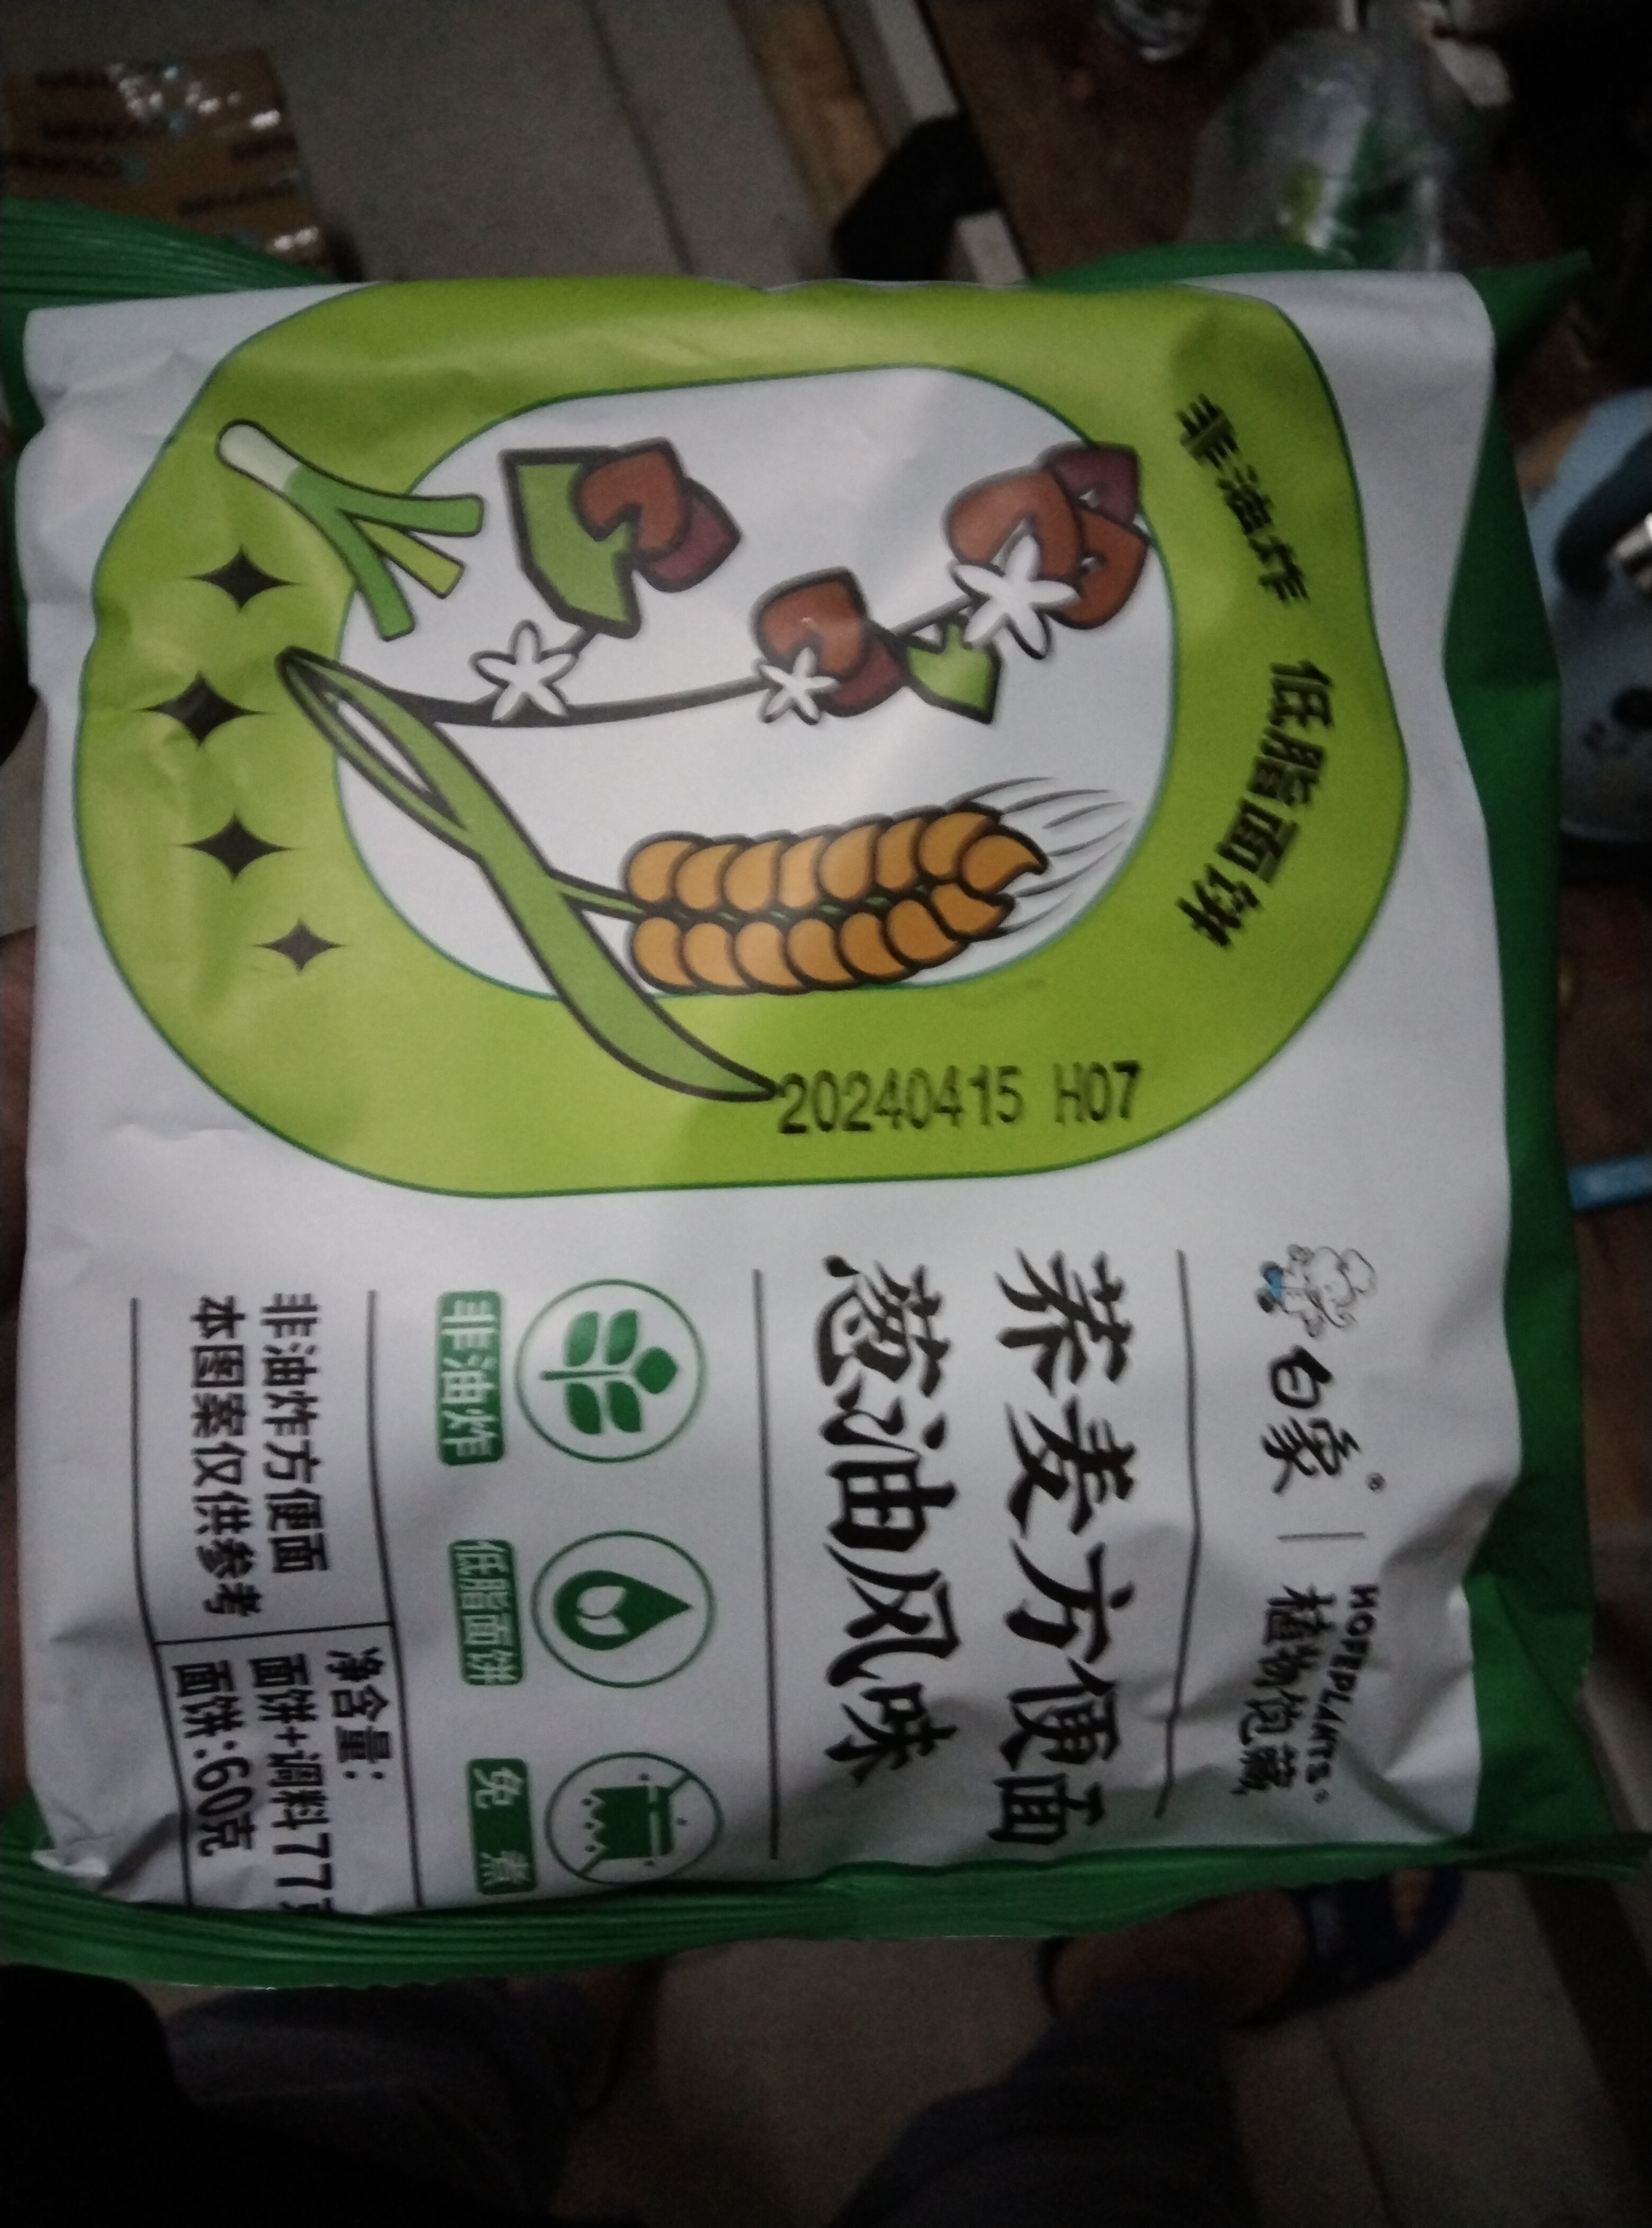 白象® | HOPEPLANTS®
植物抱藏
荞麦方便面
葱油风味
非油炸 低脂面饼 免煮
非油炸方便面
本图案仅供参考
净含量:
面饼+调料77
面饼:60克
非油炸 低脂面饼
20240415 H07